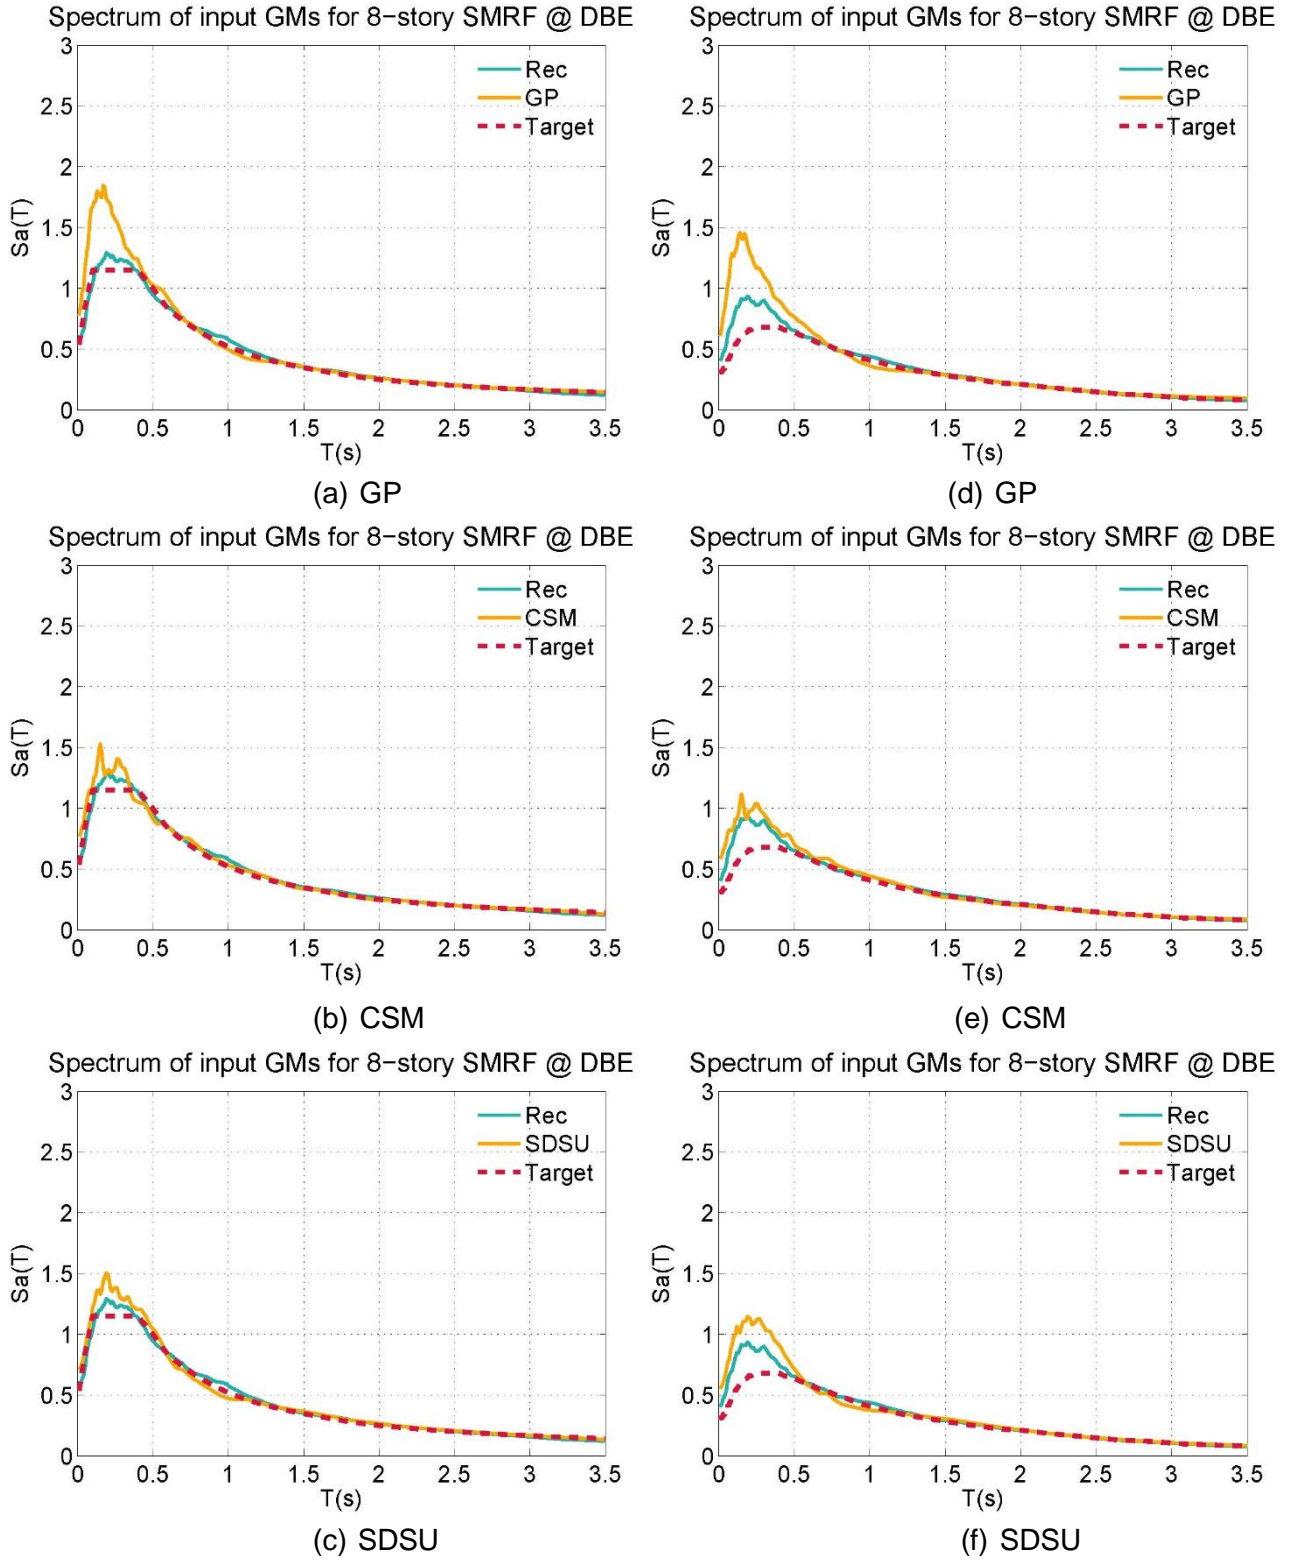 Spectrum of input GMs for 8−story SMRF @ DBE
3
2.5
2
1.5
1
0.5
0
Sa(T)
Rec
GP
Target
0 0.5 1 1.5 2 2.5 3 3.5
T(s)
(a) GP
Spectrum of input GMs for 8−story SMRF @ DBE
3
2.5
2
1.5
1
0.5
0
Sa(T)
Rec
GP
Target
0 0.5 1 1.5 2 2.5 3 3.5
T(s)
(d) GP
Spectrum of input GMs for 8−story SMRF @ DBE
3
2.5
2
1.5
1
0.5
0
Sa(T)
Rec
CSM
Target
0 0.5 1 1.5 2 2.5 3 3.5
T(s)
(b) CSM
Spectrum of input GMs for 8−story SMRF @ DBE
3
2.5
2
1.5
1
0.5
0
Sa(T)
Rec
CSM
Target
0 0.5 1 1.5 2 2.5 3 3.5
T(s)
(e) CSM
Spectrum of input GMs for 8−story SMRF @ DBE
3
2.5
2
1.5
1
0.5
0
Sa(T)
Rec
SDSU
Target
0 0.5 1 1.5 2 2.5 3 3.5
T(s)
(c) SDSU
Spectrum of input GMs for 8−story SMRF @ DBE
3
2.5
2
1.5
1
0.5
0
Sa(T)
Rec
SDSU
Target
0 0.5 1 1.5 2 2.5 3 3.5
T(s)
(f) SDSU